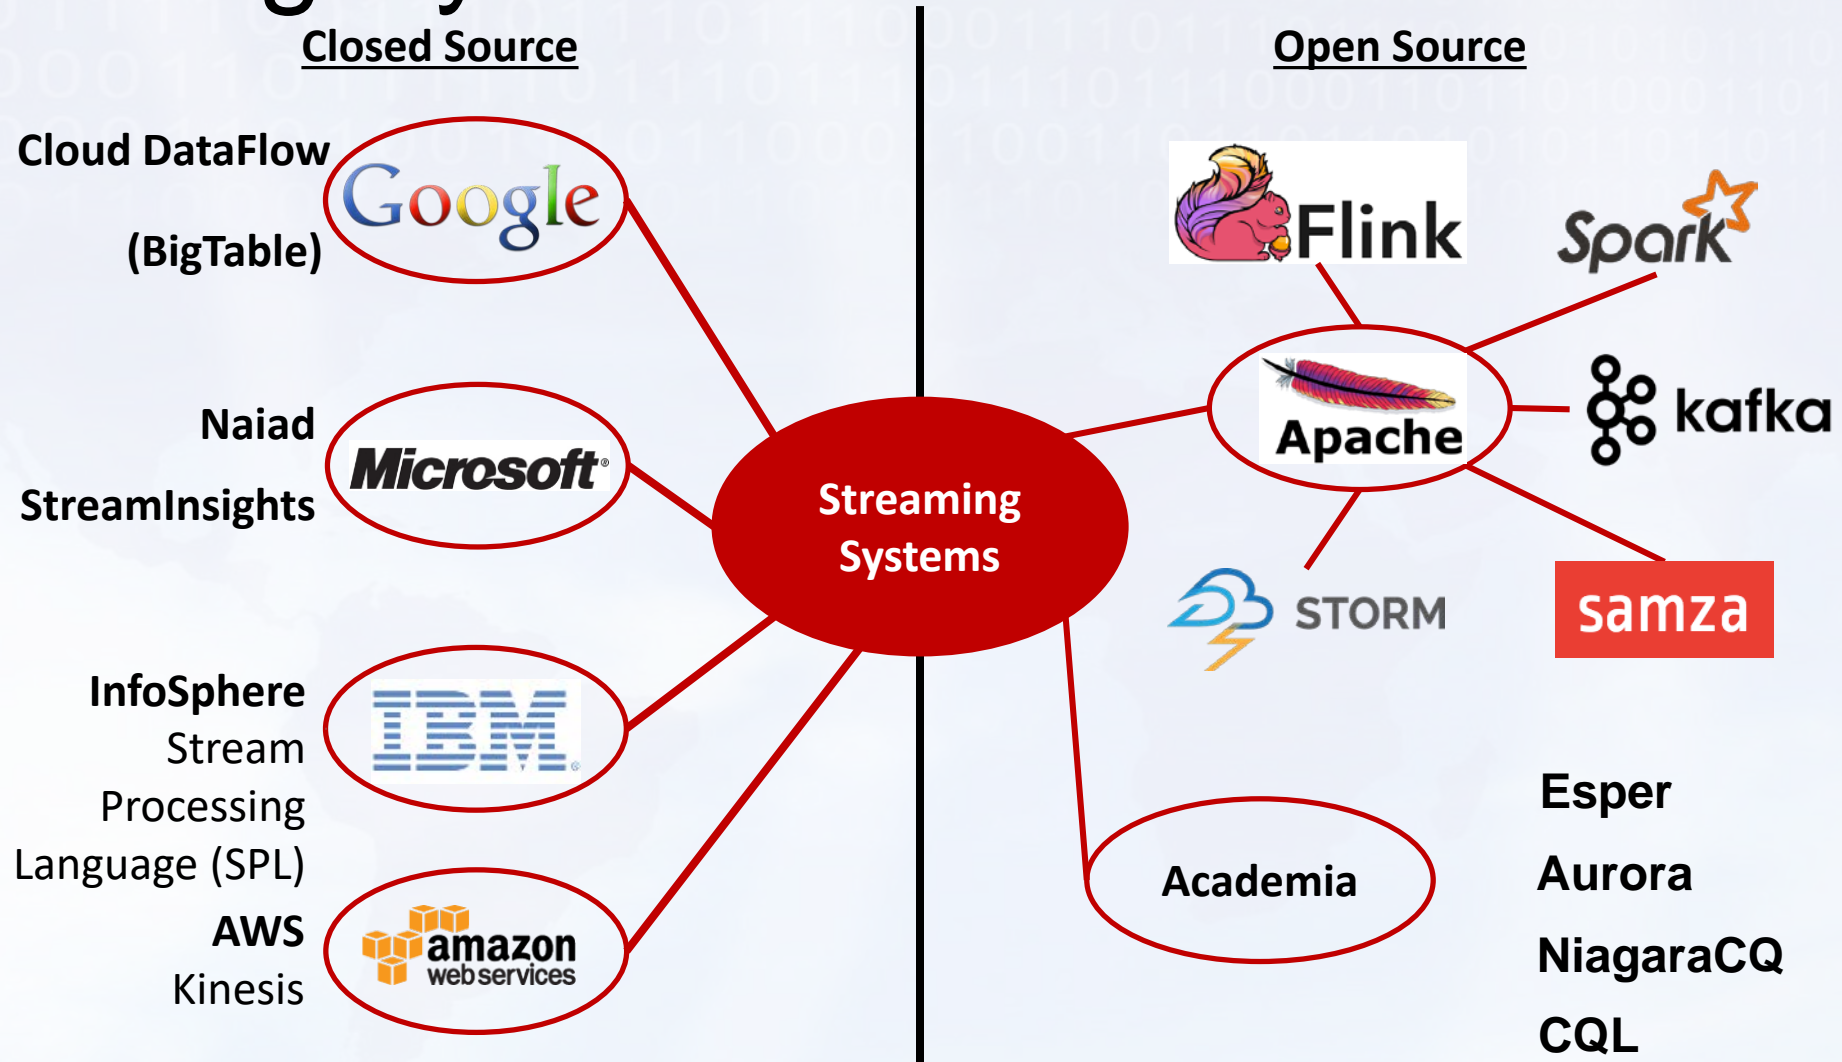 Closed Source
Open Source
Cloud DataFlow
(BigTable)
Google
Naiad
StreamInsights
Microsoft®
InfoSphere
Stream
Processing
Language (SPL)
IBM®
AWS
Kinesis
amazon
webservices
Streaming
Systems
Flink
Spark
Apache
kafka
STORM
samza
Academia
Esper
Aurora
NiagaraCQ
CQL